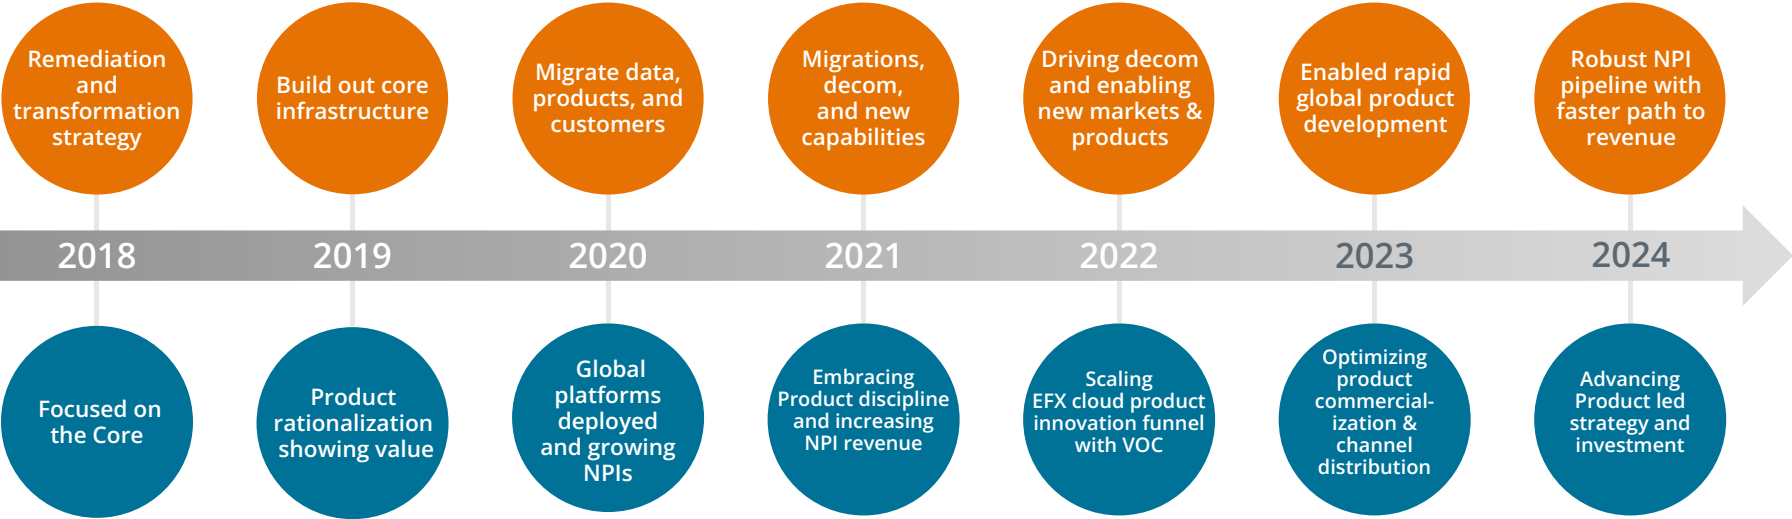 Remediation
and
transformation
strategy
Build out core
infrastructure
Migrate data,
products, and
customers
Migrations,
decom,
and new
capabilities
Driving decom
and enabling
new markets &
products
Enabled rapid
global product
development
Robust NPI
pipeline with
faster path to
revenue
2018
2019
2020
2021
2022
2023
2024
Focused on
the Core
Product
rationalization
showing value
Global
platforms
deployed
and growing
NPIs
Embracing
Product discipline
and increasing
NPI revenue
Scaling
EFX cloud product
innovation funnel
with VOC
Optimizing
product
commercial-
ization &
channel
distribution
Advancing
Product led
strategy and
investment